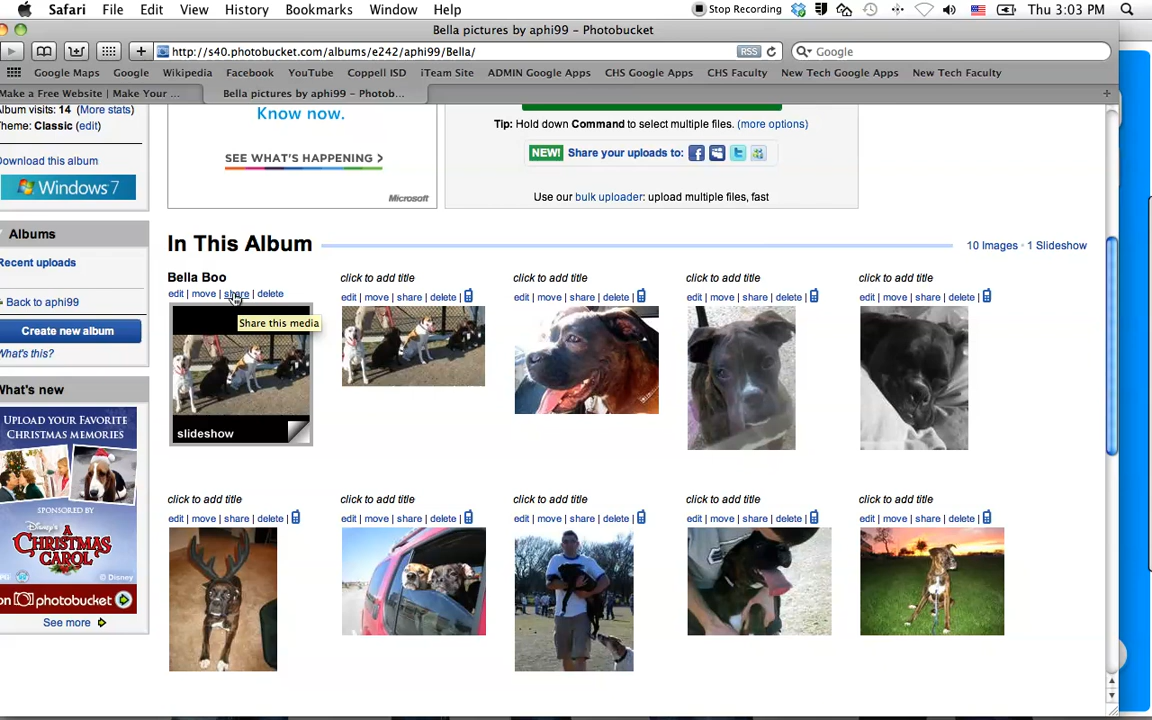 Safari File Edit View History Bookmarks Window Help Stop Recording Thu 3:03 PM
Bella pictures by aphi99 – Photobucket
http://s40.photobucket.com/albums/e242/aphi99/Bella/ RSS Google
Google Maps Google Wikipedia Facebook YouTube Coppell ISD iTeam Site ADMIN Google Apps CHS Google Apps CHS Faculty New Tech Google Apps New Tech Faculty
Make a Free Website | Make Your ... Bella pictures by aphi99 – Photob...
Album visits: 14 (More stats)
Theme: Classic (edit)
Download this album
Windows 7
Know now.
SEE WHAT'S HAPPENING >
Microsoft
Tip: Hold down Command to select multiple files. (more options)
NEW! Share your uploads to:
Use our bulk uploader: upload multiple files, fast
Albums
Recent uploads
Back to aphi99
Create new album
What's this?
In This Album 10 Images · 1 Slideshow
Bella Boo
edit | move | share | delete
Share this media
slideshow
click to add title
edit | move | share | delete |
click to add title
edit | move | share | delete |
click to add title
edit | move | share | delete |
click to add title
edit | move | share | delete |
What's new
UPLOAD YOUR FAVORITE
CHRISTMAS MEMORIES
SPONSORED BY
Disney's
A
CHRISTMAS
CAROL
© Disney
on photobucket
See more
click to add title
edit | move | share | delete |
click to add title
edit | move | share | delete |
click to add title
edit | move | share | delete |
click to add title
edit | move | share | delete |
click to add title
edit | move | share | delete |